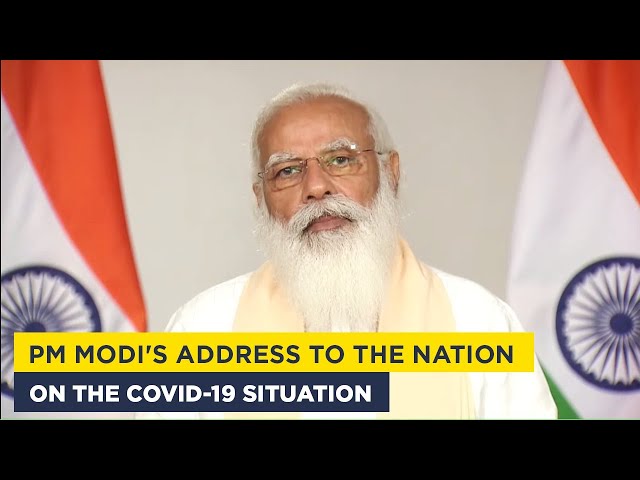 PM MODI'S ADDRESS TO THE NATION
ON THE COVID-19 SITUATION